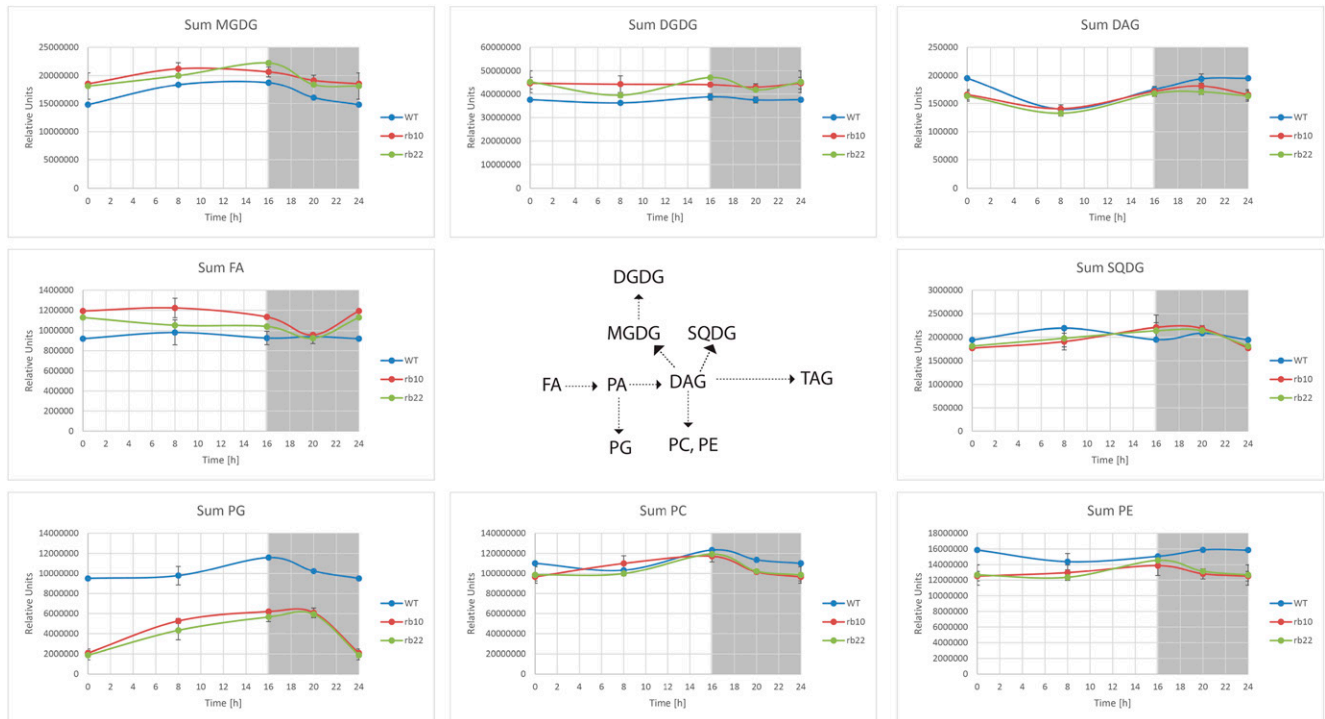 Sum MGDG
25000000
20000000
15000000
10000000
5000000
0
Relative Units
0 2 4 6 8 10 12 14 16 18 20 22 24
Time [h]
WT
rb10
rb22
Sum DGDG
60000000
50000000
40000000
30000000
20000000
10000000
0
Relative Units
0 2 4 6 8 10 12 14 16 18 20 22 24
Time [h]
WT
rb10
rb22
Sum DAG
250000
200000
150000
100000
50000
0
Relative Units
0 2 4 6 8 10 12 14 16 18 20 22 24
Time [h]
WT
rb10
rb22
Sum FA
1400000
1200000
1000000
800000
600000
400000
200000
0
Relative Units
0 2 4 6 8 10 12 14 16 18 20 22 24
Time [h]
WT
rb10
rb22
DGDG
MGDG SQDG
FA PA DAG TAG
PG PC, PE
Sum SQDG
3000000
2500000
2000000
1500000
1000000
500000
0
Relative Units
0 2 4 6 8 10 12 14 16 18 20 22 24
Time [h]
WT
rb10
rb22
Sum PG
14000000
12000000
10000000
8000000
6000000
4000000
2000000
0
Relative Units
0 2 4 6 8 10 12 14 16 18 20 22 24
Time [h]
WT
rb10
rb22
Sum PC
14000000
12000000
10000000
8000000
6000000
4000000
2000000
0
Relative Units
0 2 4 6 8 10 12 14 16 18 20 22 24
Time [h]
WT
rb10
rb22
Sum PE
18000000
16000000
14000000
12000000
10000000
8000000
6000000
4000000
2000000
0
Relative Units
0 2 4 6 8 10 12 14 16 18 20 22 24
Time [h]
WT
rb10
rb22